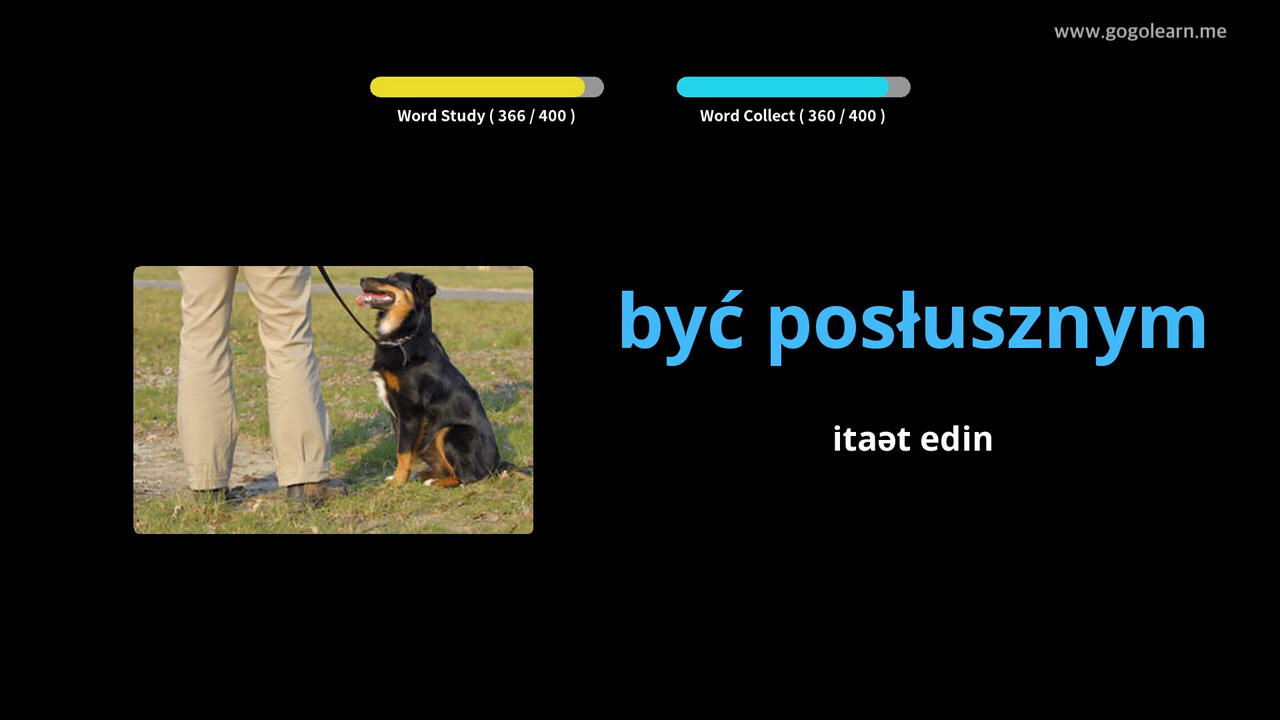 www.gogolearn.me
Word Study ( 366 / 400 )
Word Collect ( 360 / 400 )
być posłusznym
itaət edin